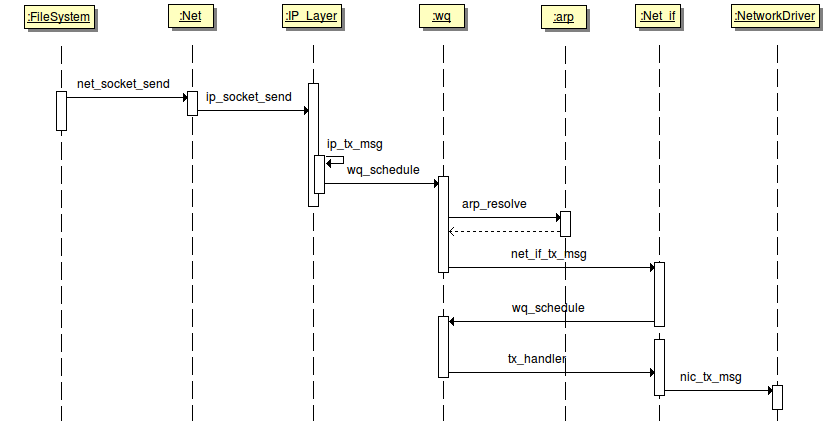 :FileSystem
:Net
:IP_Layer
:wq
:arp
:Net_if
:NetworkDriver
net_socket_send
ip_socket_send
ip_tx_msg
wq_schedule
arp_resolve
net_if_tx_msg
wq_schedule
tx_handler
nic_tx_msg